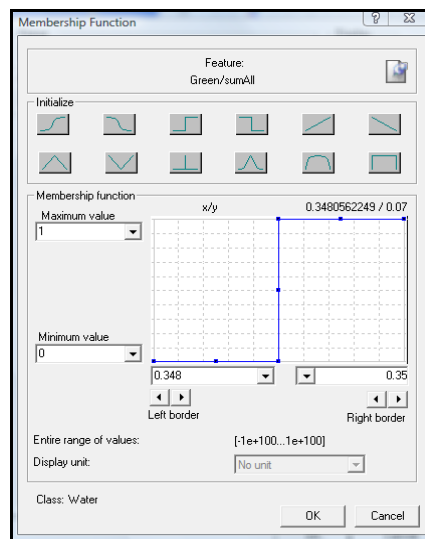 Membership Function
Feature:
Green/sumAll
Initialize
Membership function
x/y 0.3480562249 / 0.07
Maximum value
1
Minimum value
0
0.348 0.35
Left border Right border
Entire range of values: [-1e+100...1e+100]
Display unit: No unit
Class: Water
OK Cancel